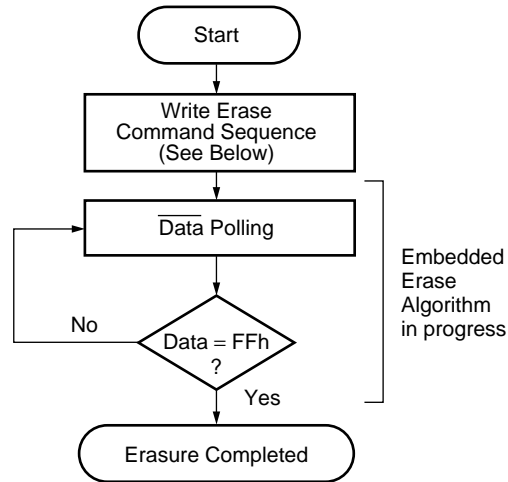 Start
Write Erase
Command Sequence
(See Below)
Data Polling
Embedded
Erase
Algorithm
in progress
No
Data = FFh
?
Yes
Erasure Completed